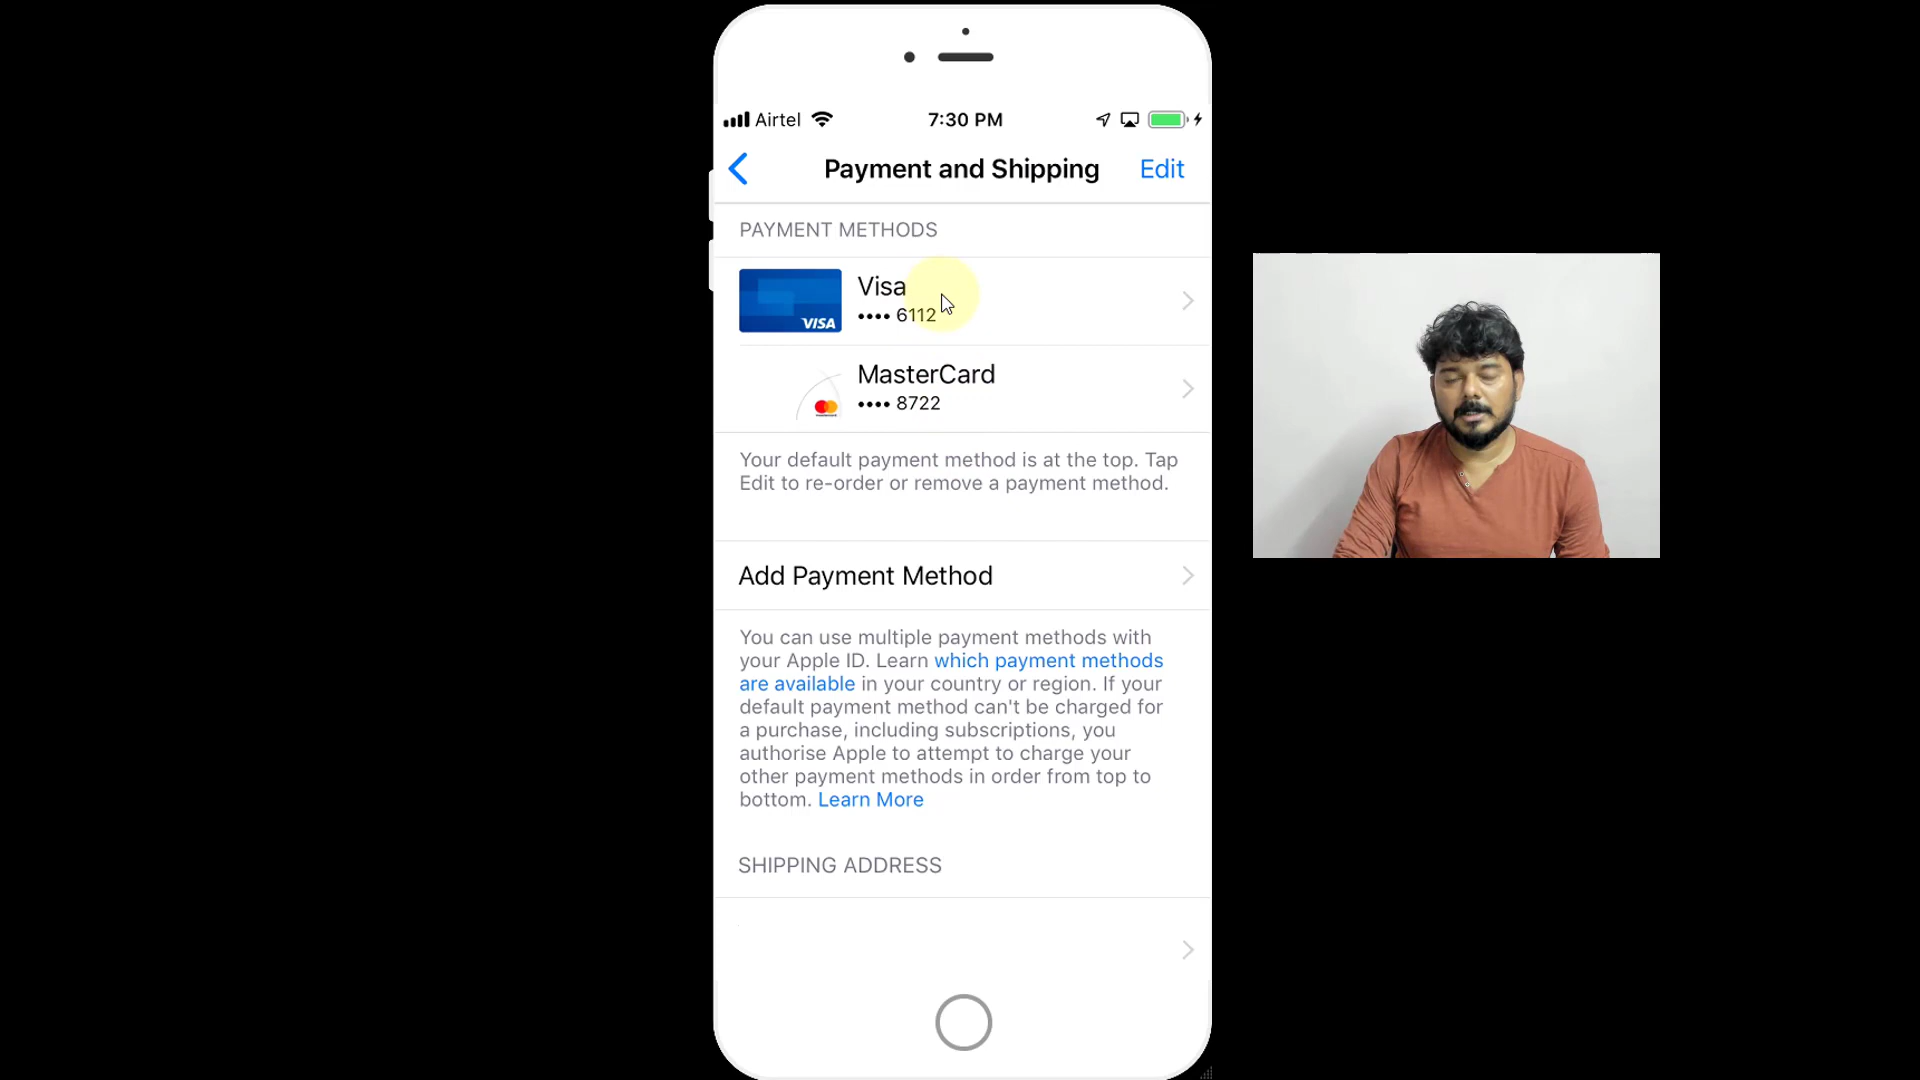 Airtel 7:30 PM
Payment and Shipping Edit
PAYMENT METHODS
Visa
VISA •••• 6112
MasterCard
•••• 8722
Your default payment method is at the top. Tap
Edit to re-order or remove a payment method.
Add Payment Method
You can use multiple payment methods with
your Apple ID. Learn which payment methods
are available in your country or region. If your
default payment method can't be charged for
a purchase, including subscriptions, you
authorise Apple to attempt to charge your
other payment methods in order from top to
bottom. Learn More
SHIPPING ADDRESS